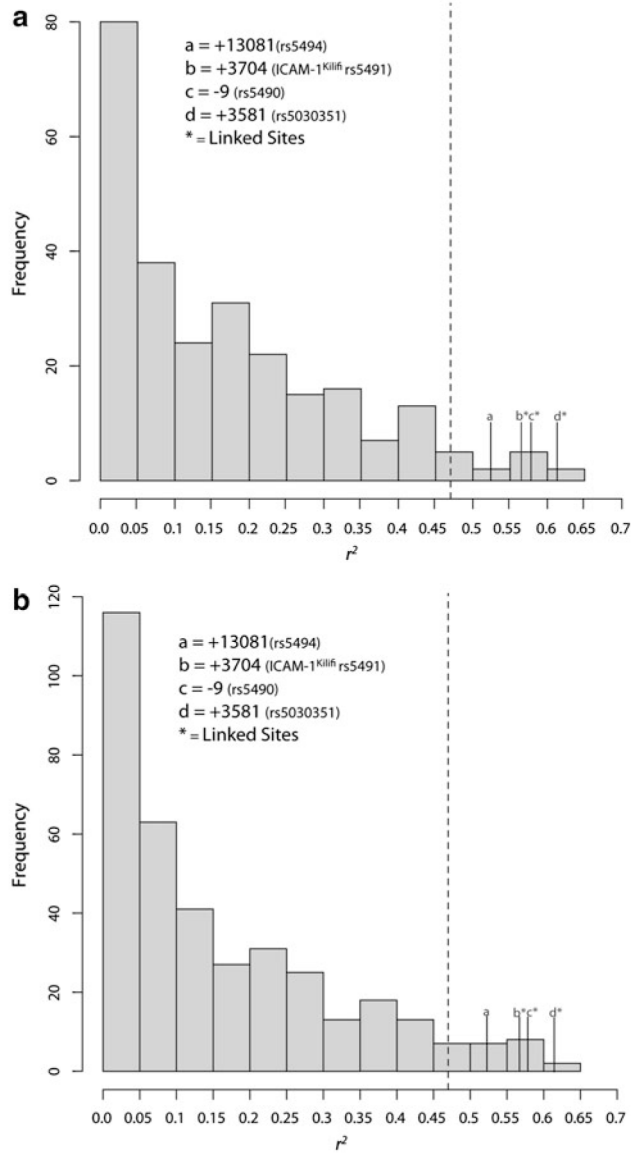 a
80
60
40
20
0
Frequency
a = +13081(rs5494)
b = +3704 (ICAM-1Kilifi rs5491)
c = -9 (rs5490)
d = +3581 (rs5030351)
* = Linked Sites
a b*c* d*
0.0 0.05 0.1 0.15 0.2 0.25 0.3 0.35 0.4 0.45 0.5 0.55 0.6 0.65 0.7
r2
b
120
100
80
60
40
20
0
Frequency
a = +13081(rs5494)
b = +3704 (ICAM-1Kilifi rs5491)
c = -9 (rs5490)
d = +3581 (rs5030351)
* = Linked Sites
a b*c* d*
0.0 0.05 0.1 0.15 0.2 0.25 0.3 0.35 0.4 0.45 0.5 0.55 0.6 0.65 0.7
r2